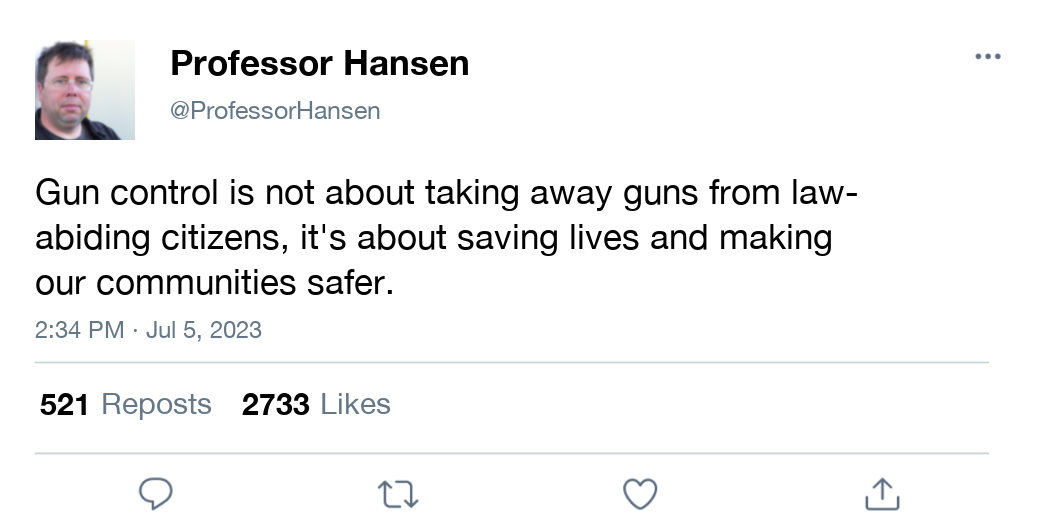 Professor Hansen
@ProfessorHansen
Gun control is not about taking away guns from law-
abiding citizens, it's about saving lives and making
our communities safer.
2:34 PM · Jul 5, 2023
521 Reposts 2733 Likes